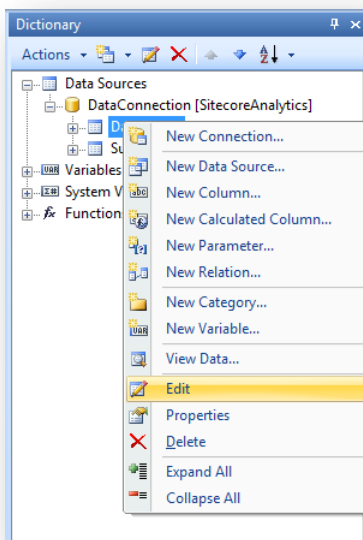 Dictionary
Actions
Data Sources
DataConnection [SitecoreAnalytics]
New Connection...
Variables
New Data Source...
System V
New Column...
Function
New Calculated Column...
New Parameter...
New Relation...
New Category...
New Variable...
View Data...
Edit
Properties
Delete
Expand All
Collapse All